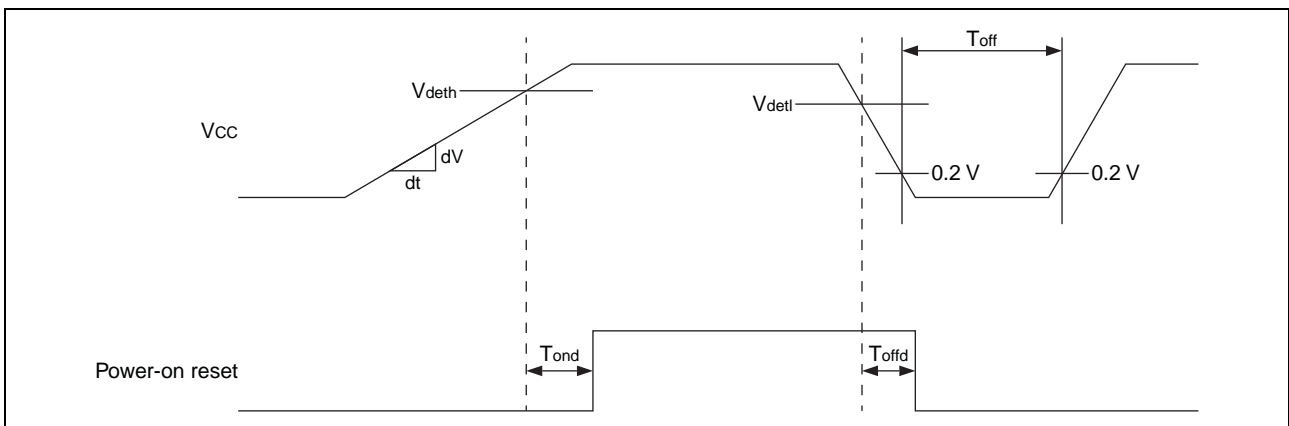 Toff
Vdeth
Vdetl
VCC
dV
dt
0.2 V
0.2 V
Tond
Toffd
Power-on reset